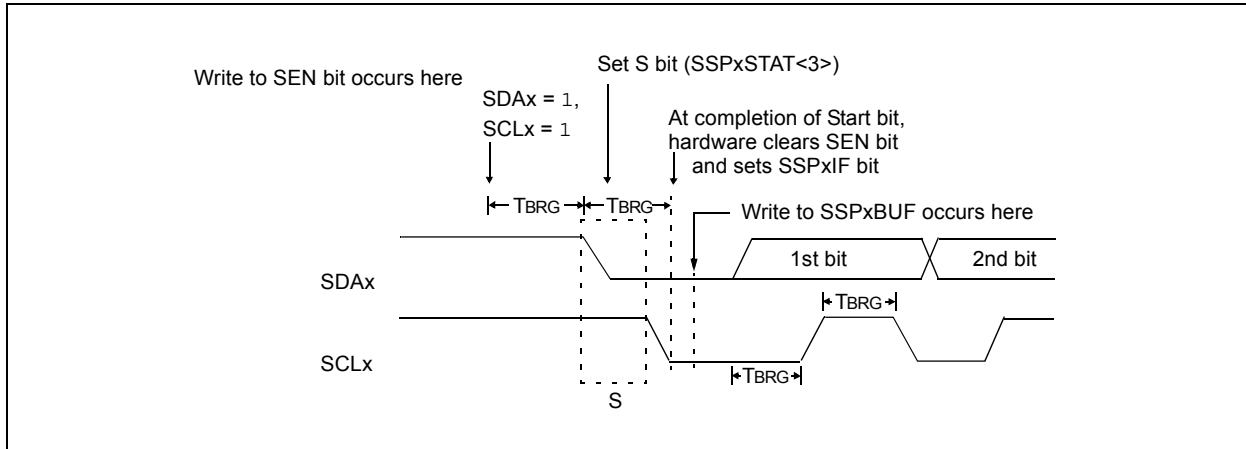 Write to SEN bit occurs here
Set S bit (SSPxSTAT<3>)
SDAx = 1,
SCLx = 1
At completion of Start bit,
hardware clears SEN bit
and sets SSPxIF bit
TBRG
TBRG
Write to SSPxBUF occurs here
SDAx
1st bit
2nd bit
TBRG
SCLx
TBRG
S